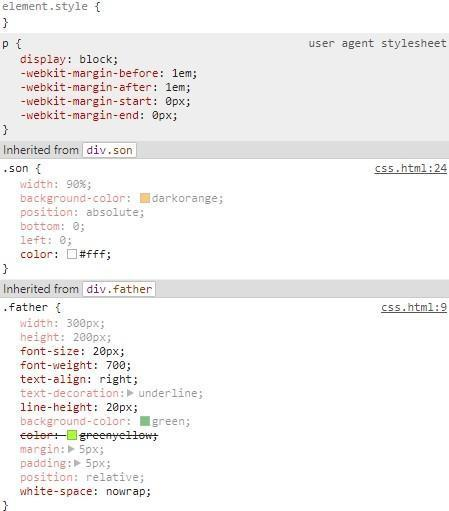 element.style {
}
p { user agent stylesheet
display: block;
-webkit-margin-before: 1em;
-webkit-margin-after: 1em;
-webkit-margin-start: 0px;
-webkit-margin-end: 0px;
}
Inherited from div.son
.son { css.html:24
width: 90%;
background-color: darkorange;
position: absolute;
bottom: 0;
left: 0;
color: #fff;
}
Inherited from div.father
.father { css.html:9
width: 300px;
height: 200px;
font-size: 20px;
font-weight: 700;
text-align: right;
text-decoration: underline;
line-height: 20px;
background-color: green;
color: greenyellow;
margin: 5px;
padding: 5px;
position: relative;
white-space: nowrap;
}